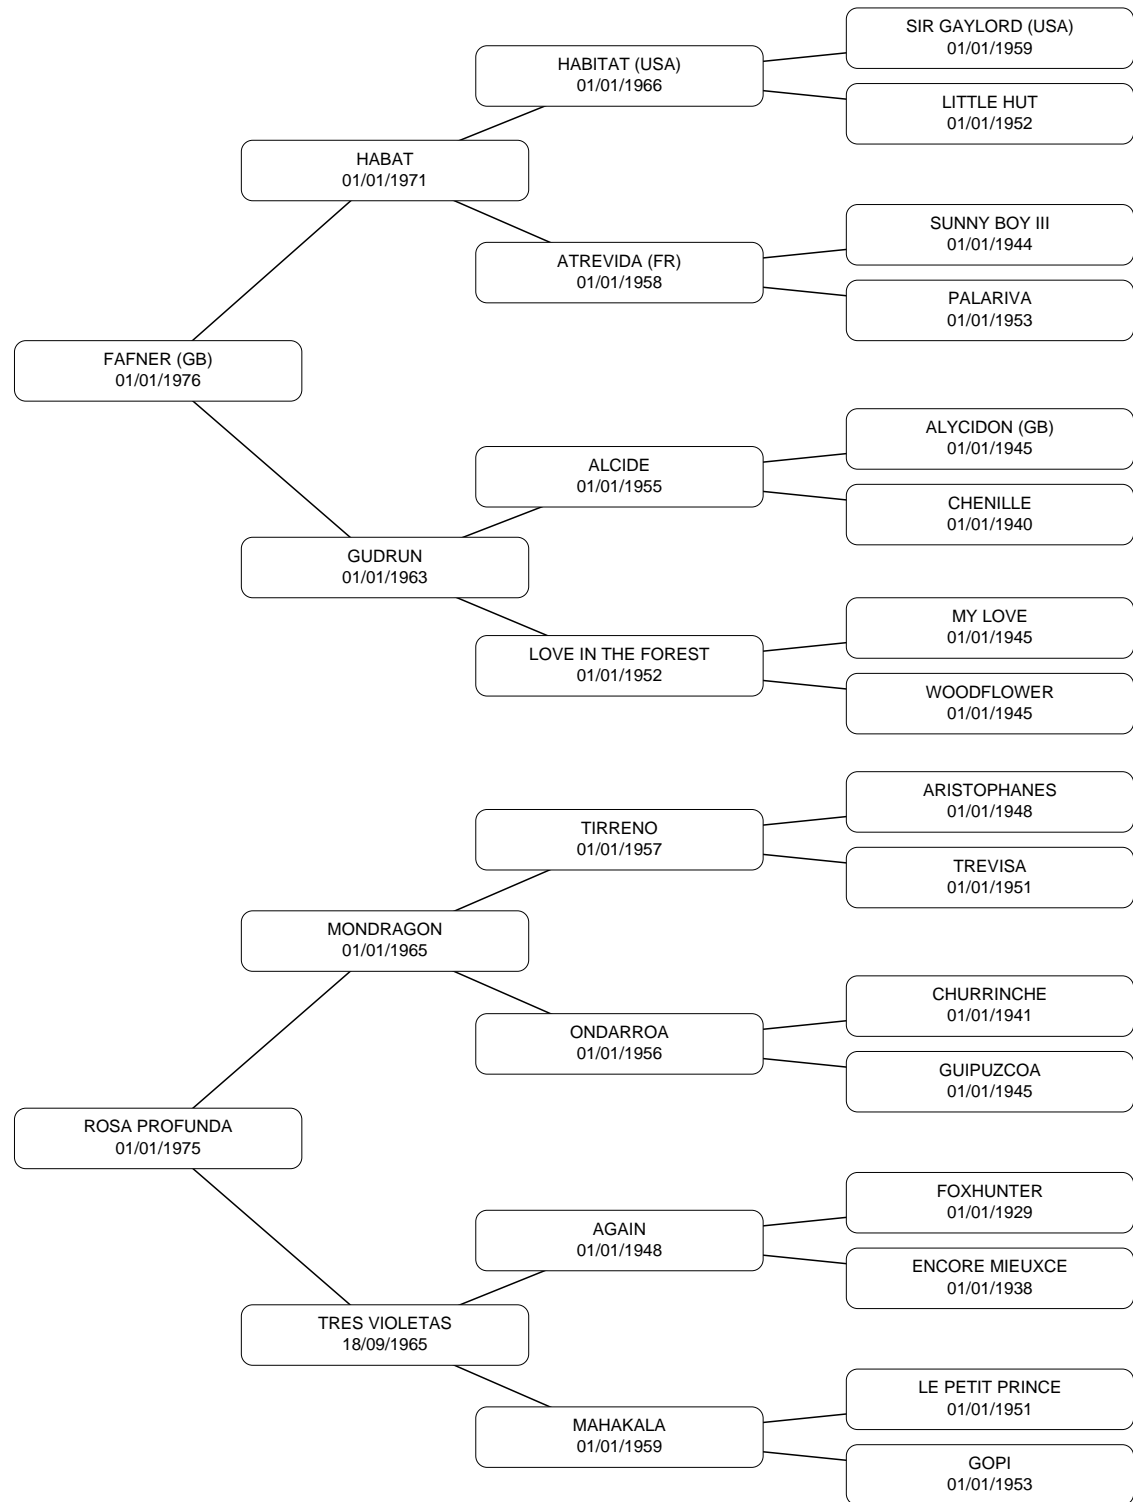 SIR GAYLORD (USA)
01/01/1959
HABITAT (USA)
01/01/1966
LITTLE HUT
01/01/1952
HABAT
01/01/1971
SUNNY BOY III
01/01/1944
ATREVIDA (FR)
01/01/1958
PALARIVA
01/01/1953
FAFNER (GB)
01/01/1976
ALYCIDON (GB)
01/01/1945
ALCIDE
01/01/1955
CHENILLE
01/01/1940
GUDRUN
01/01/1963
MY LOVE
01/01/1945
LOVE IN THE FOREST
01/01/1952
WOODFLOWER
01/01/1945
ARISTOPHANES
01/01/1948
TIRRENO
01/01/1957
TREVISA
01/01/1951
MONDRAGON
01/01/1965
CHURRINCHE
01/01/1941
ONDARROA
01/01/1956
GUIPUZCOA
01/01/1945
ROSA PROFUNDA
01/01/1975
FOXHUNTER
01/01/1929
AGAIN
01/01/1948
ENCORE MIEUXCE
01/01/1938
TRES VIOLETAS
18/09/1965
LE PETIT PRINCE
01/01/1951
MAHAKALA
01/01/1959
GOPI
01/01/1953